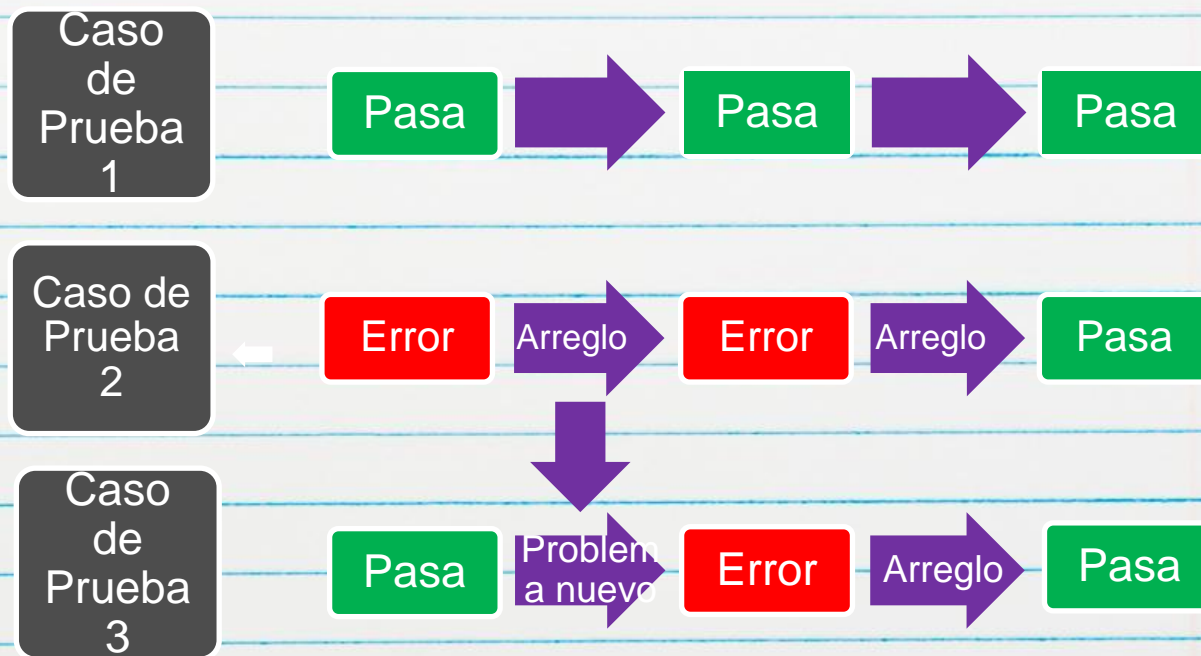 Caso
de
Prueba
1
Pasa
Pasa
Pasa
Caso de
Prueba
2
Error
Arreglo
Error
Arreglo
Pasa
Caso
de
Prueba
3
Pasa
Problem
a nuevo
Error
Arreglo
Pasa